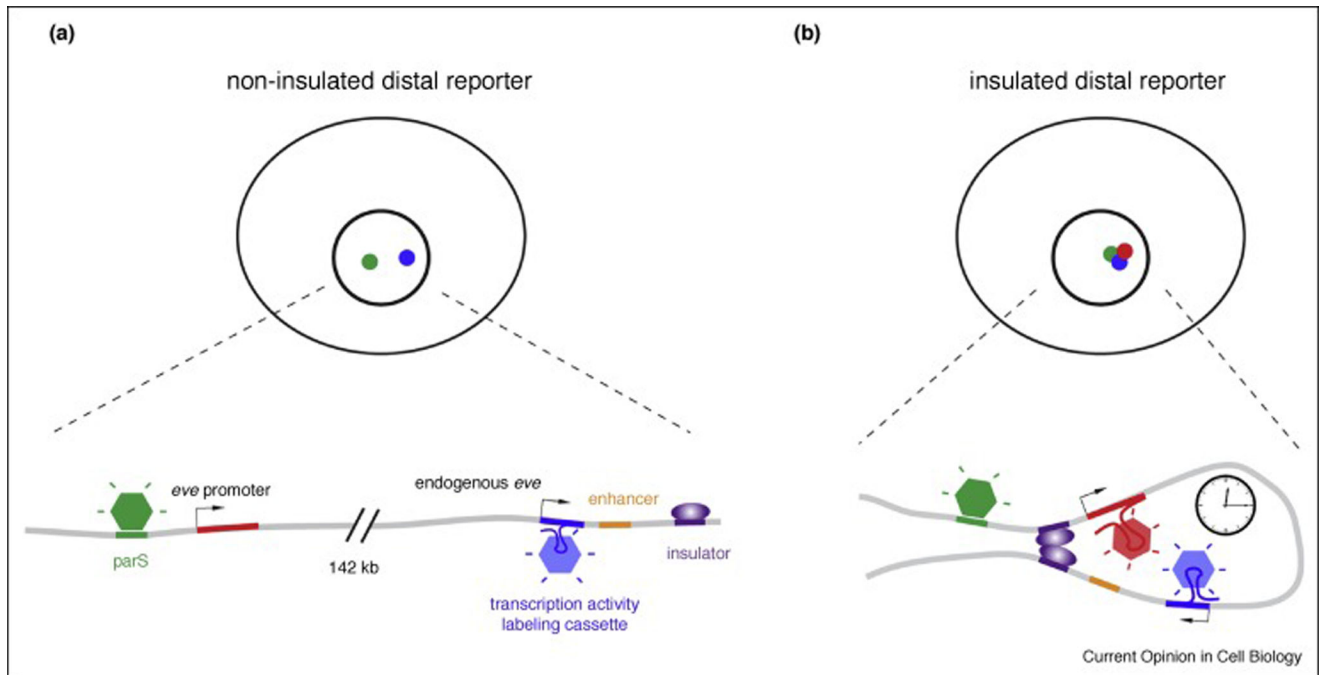 (a)
non-insulated distal reporter
eve promoter
parS
142 kb
endogenous eve
enhancer
insulator
transcription activity
labeling cassette
(b)
insulated distal reporter
Current Opinion in Cell Biology